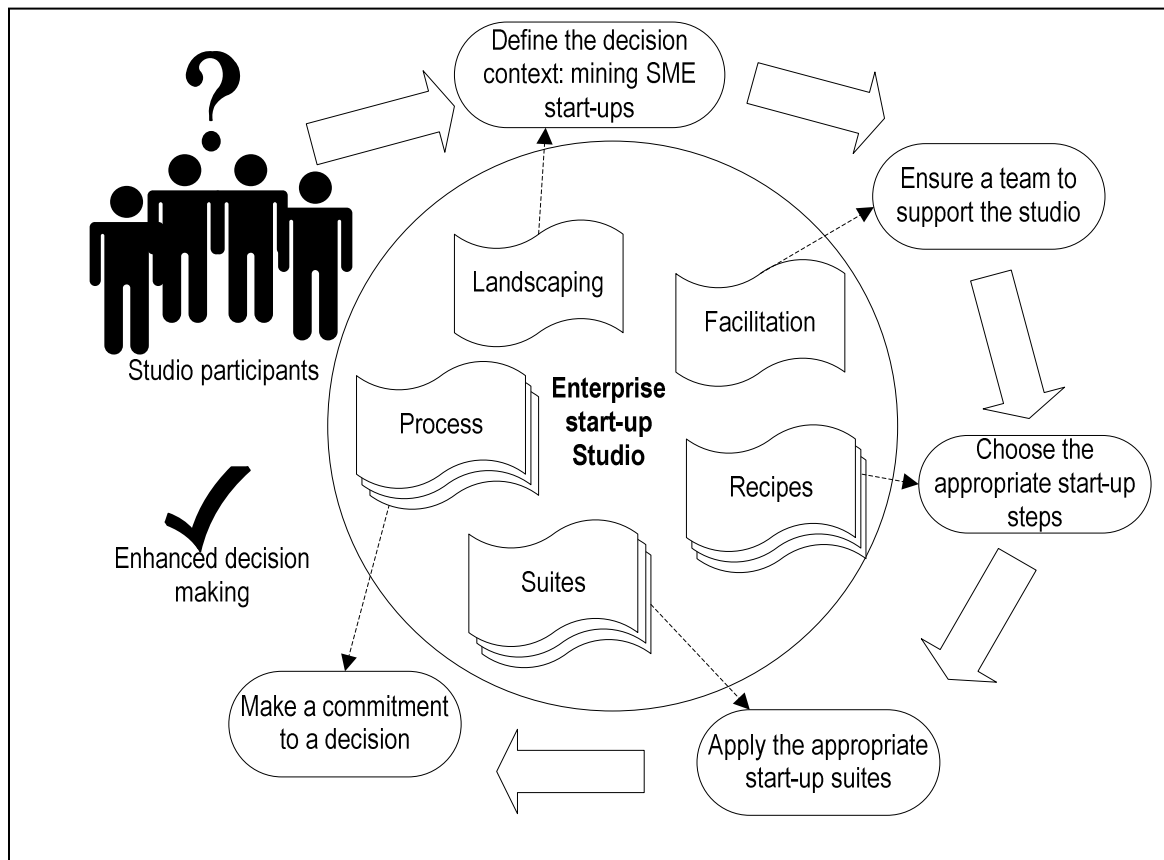 Define the decision
context: mining SME
start-ups
?
Ensure a team to
support the studio
Landscaping
Facilitation
Studio participants
Enterprise
start-up
Studio
Process
Choose the
appropriate start-up
steps
Recipes
Enhanced decision
making
Suites
Make a commitment
to a decision
Apply the appropriate
start-up suites